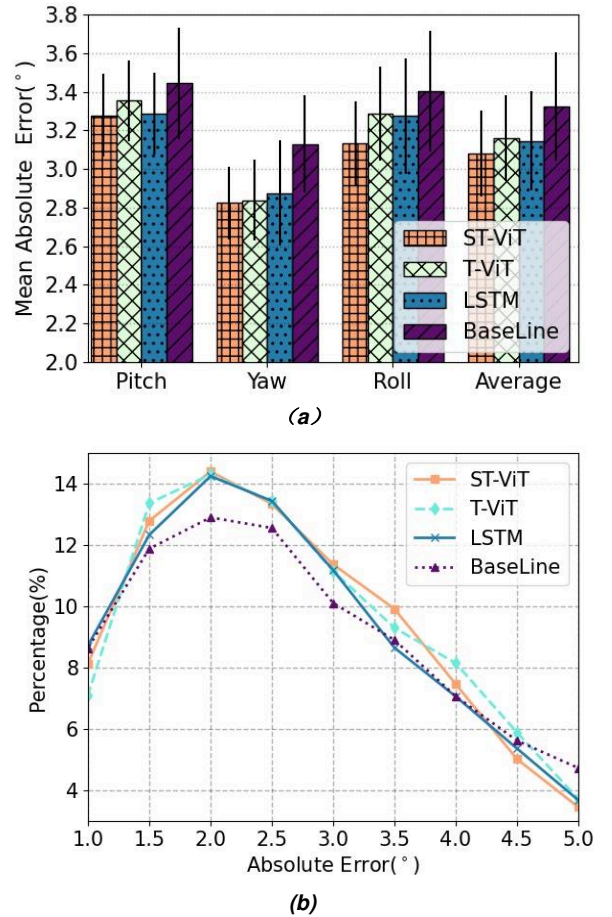 3.8
3.6
3.4
3.2
3.0
2.8
2.6
2.4
2.2
2.0
Mean Absolute Error(°)
ST-ViT
T-ViT
LSTM
BaseLine
Pitch Yaw Roll Average
(a)
14
12
10
8
6
4
Percentage(%)
ST-ViT
T-ViT
LSTM
BaseLine
1.0 1.5 2.0 2.5 3.0 3.5 4.0 4.5 5.0
Absolute Error(°)
(b)